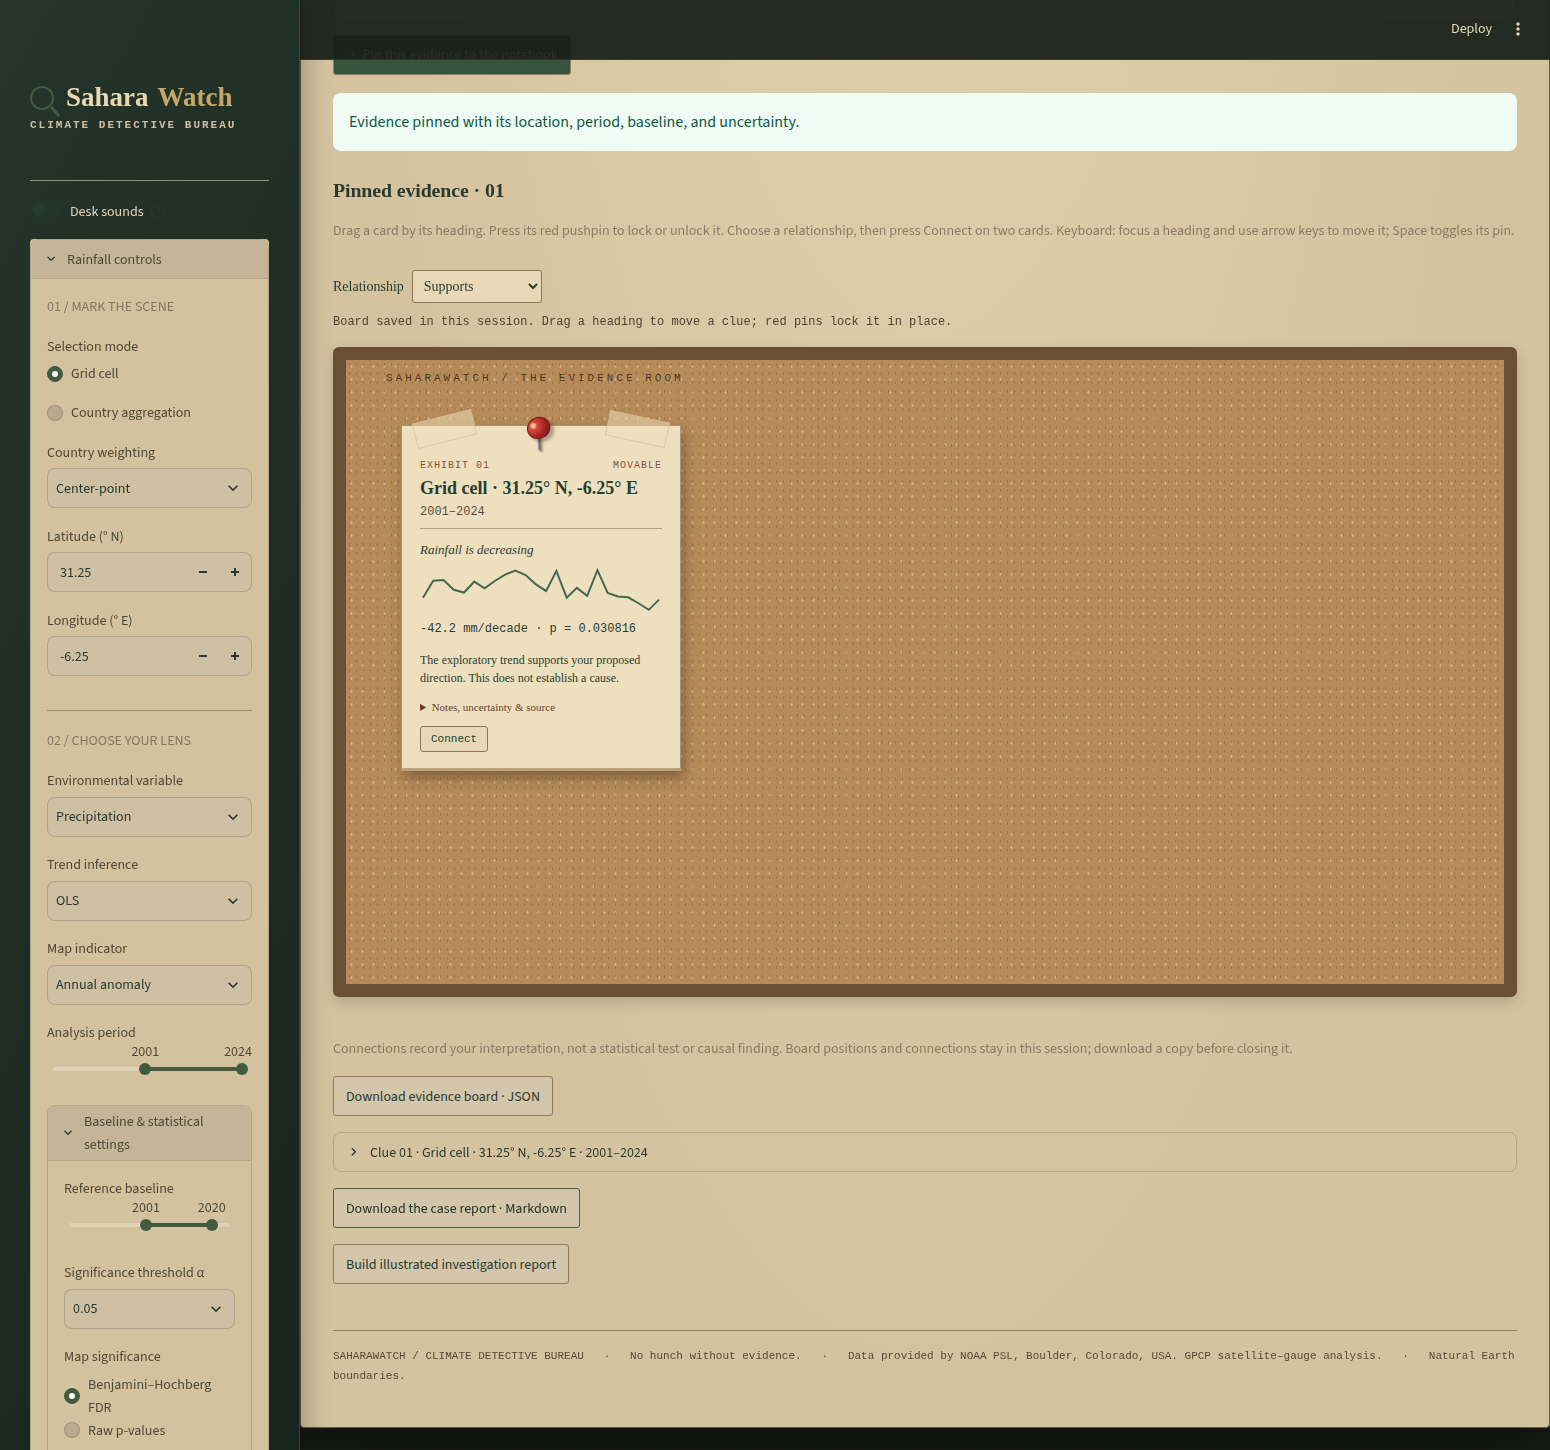 Sahara Watch
CLIMATE DETECTIVE BUREAU
Desk sounds
Rainfall controls
01 / MARK THE SCENE
Selection mode
Grid cell
Country aggregation
Country weighting
Center-point
Latitude (° N)
31.25
Longitude (° E)
-6.25
02 / CHOOSE YOUR LENS
Environmental variable
Precipitation
Trend inference
OLS
Map indicator
Annual anomaly
Analysis period
2001 2024
Baseline & statistical
settings
Reference baseline
2001 2020
Significance threshold α
0.05
Map significance
Benjamini–Hochberg
FDR
Raw p-values
Deploy
+ Pin this evidence to the notebook
Evidence pinned with its location, period, baseline, and uncertainty.
Pinned evidence · 01
Drag a card by its heading. Press its red pushpin to lock or unlock it. Choose a relationship, then press Connect on two cards. Keyboard: focus a heading and use arrow keys to move it; Space toggles its pin.
Relationship Supports
Board saved in this session. Drag a heading to move a clue; red pins lock it in place.
SAHARAWATCH / THE EVIDENCE ROOM
EXHIBIT 01 MOVABLE
Grid cell · 31.25° N, -6.25° E
2001–2024
Rainfall is decreasing
-42.2 mm/decade · p = 0.030816
The exploratory trend supports your proposed
direction. This does not establish a cause.
Notes, uncertainty & source
Connect
Connections record your interpretation, not a statistical test or causal finding. Board positions and connections stay in this session; download a copy before closing it.
Download evidence board · JSON
Clue 01 · Grid cell · 31.25° N, -6.25° E · 2001–2024
Download the case report · Markdown
Build illustrated investigation report
SAHARAWATCH / CLIMATE DETECTIVE BUREAU · No hunch without evidence. · Data provided by NOAA PSL, Boulder, Colorado, USA. GPCP satellite–gauge analysis. · Natural Earth
boundaries.